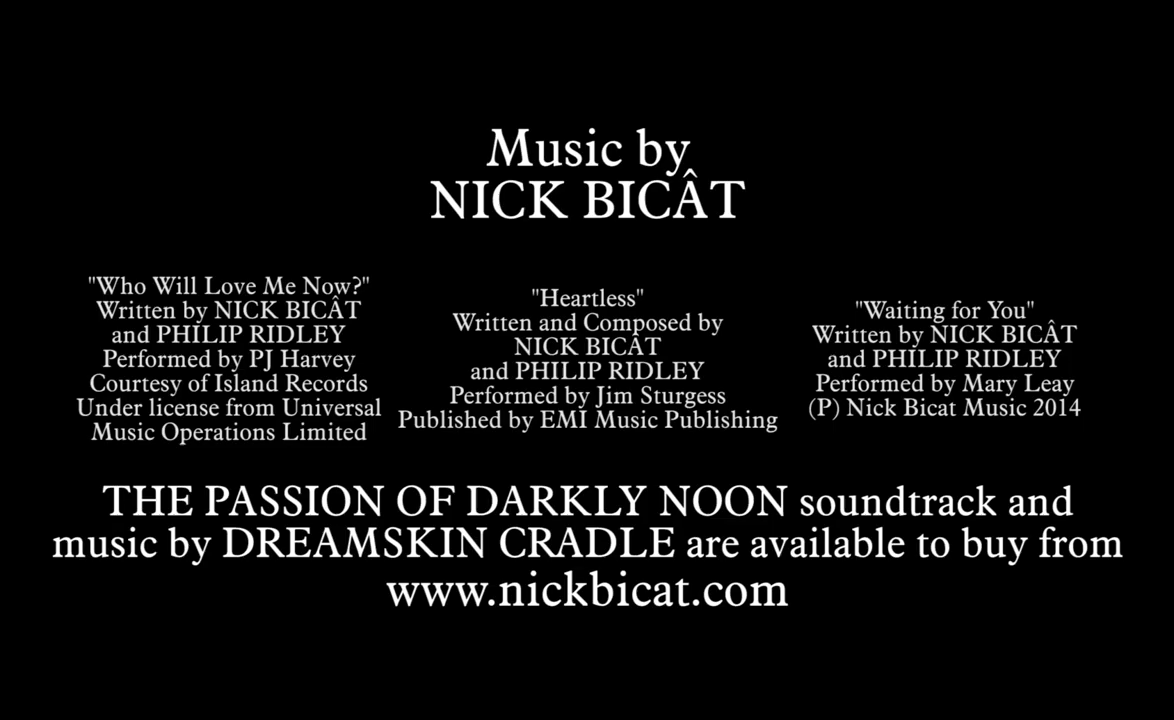 Music by
NICK BICÂT
"Who Will Love Me Now?"
Written by NICK BICÂT
and PHILIP RIDLEY
Performed by PJ Harvey
Courtesy of Island Records
Under license from Universal
Music Operations Limited
"Heartless"
Written and Composed by
NICK BICÂT
and PHILIP RIDLEY
Performed by Jim Sturgess
Published by EMI Music Publishing
"Waiting for You"
Written by NICK BICÂT
and PHILIP RIDLEY
Performed by Mary Leay
(P) Nick Bicat Music 2014
THE PASSION OF DARKLY NOON soundtrack and
music by DREAMSKIN CRADLE are available to buy from
www.nickbicat.com